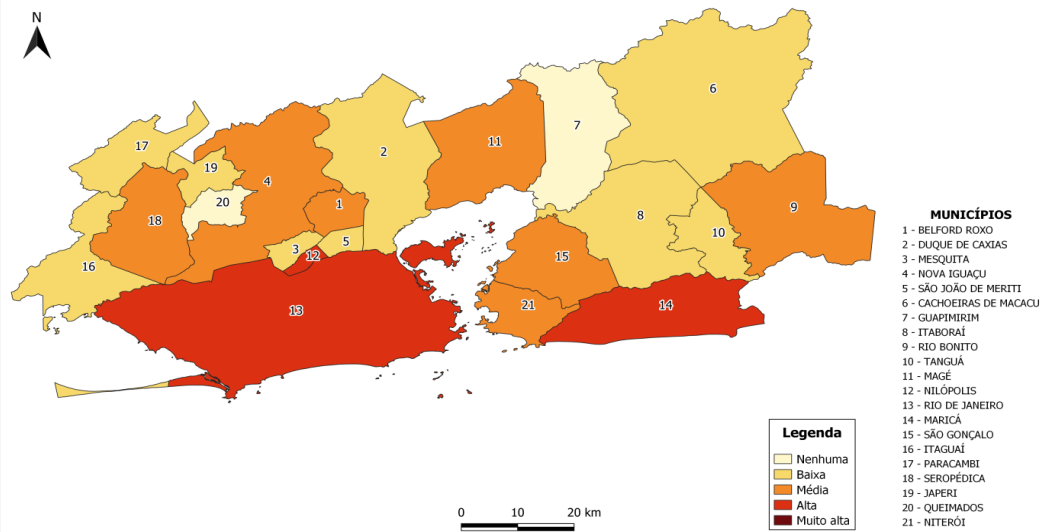 N
6
7
17
11
2
19
4
20
1
18
9
8
10
5
3
12
15
16
21
14
13
MUNICÍPIOS
1 - BELFORD ROXO
2 - DUQUE DE CAXIAS
3 - MESQUITA
4 - NOVA IGUAÇU
5 - SÃO JOÃO DE MERITI
6 - CACHOEIRAS DE MACACU
7 - GUAPIMIRIM
8 - ITABORAÍ
9 - RIO BONITO
10 - TANGUÁ
11 - MAGÉ
12 - NILÓPOLIS
13 - RIO DE JANEIRO
14 - MARICÁ
15 - SÃO GONÇALO
16 - ITAGUAÍ
17 - PARACAMBI
18 - SEROPÉDICA
19 - JAPERI
20 - QUEIMADOS
21 - NITERÓI
Legenda
Nenhuma
Baixa
Média
Alta
Muito alta
0 10 20 km